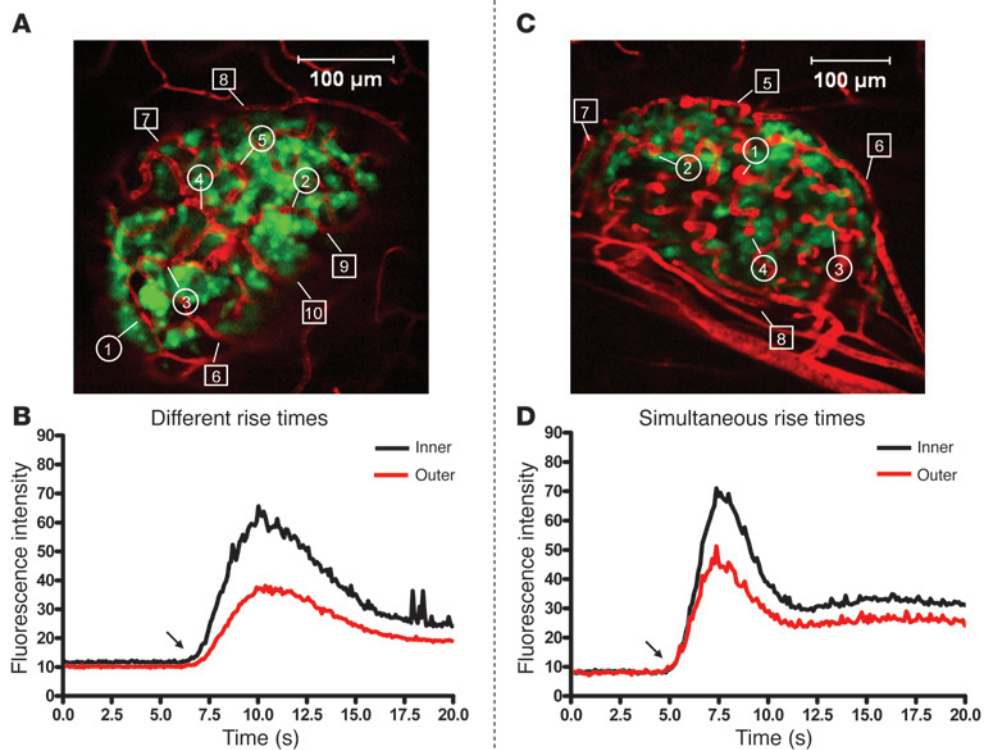 A
100 µm
8
7
5
4
2
9
3
10
1
6
B
Different rise times
Inner
Outer
Fluorescence intensity
90
80
70
60
50
40
30
20
10
0
0.0 2.5 5.0 7.5 10.0 12.5 15.0 17.5 20.0
Time (s)
C
100 µm
5
7
1
6
2
4
3
8
D
Simultaneous rise times
Inner
Outer
Fluorescence intensity
90
80
70
60
50
40
30
20
10
0
0.0 2.5 5.0 7.5 10.0 12.5 15.0 17.5 20.0
Time (s)